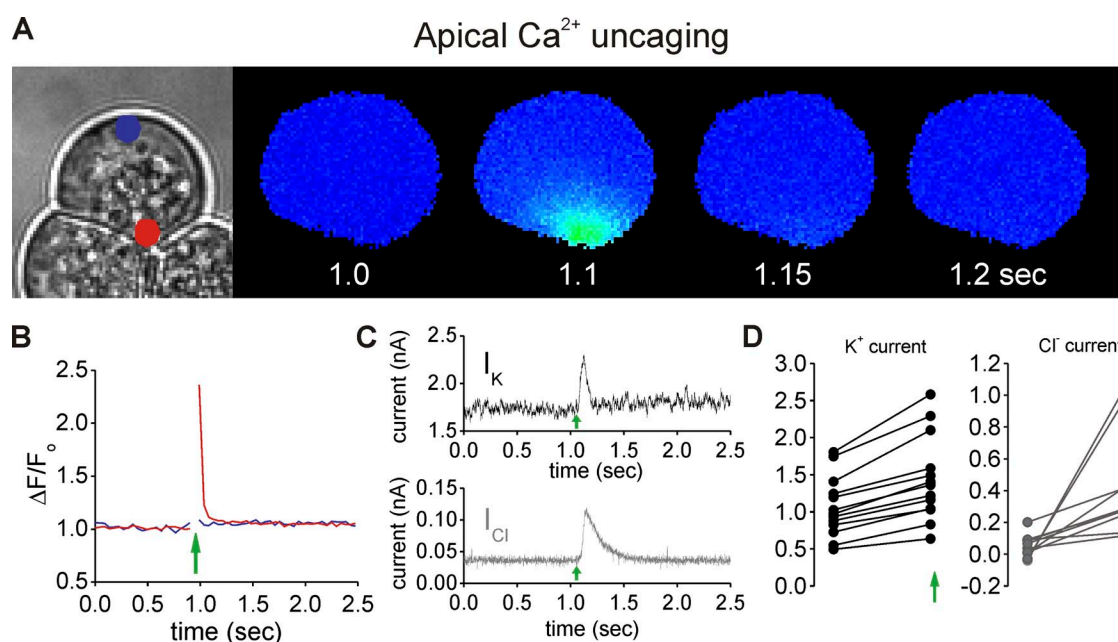 A
Apical Ca²⁺ uncaging
1.0
1.1
1.15
1.2 sec
B
ΔF/F₀
2.5
2.0
1.5
1.0
0.5
0.0 0.5 1.0 1.5 2.0 2.5
time (sec)
C
current (nA)
2.5
2.0
1.5
I_K
0.0 0.5 1.0 1.5 2.0 2.5
time (sec)
current (nA)
0.15
0.10
0.05
0.00
I_Cl
0.0 0.5 1.0 1.5 2.0 2.5
time (sec)
D
K⁺ current
3.0
2.5
2.0
1.5
1.0
0.5
0.0
Cl⁻ current
1.2
1.0
0.8
0.6
0.4
0.2
0.0
-0.2